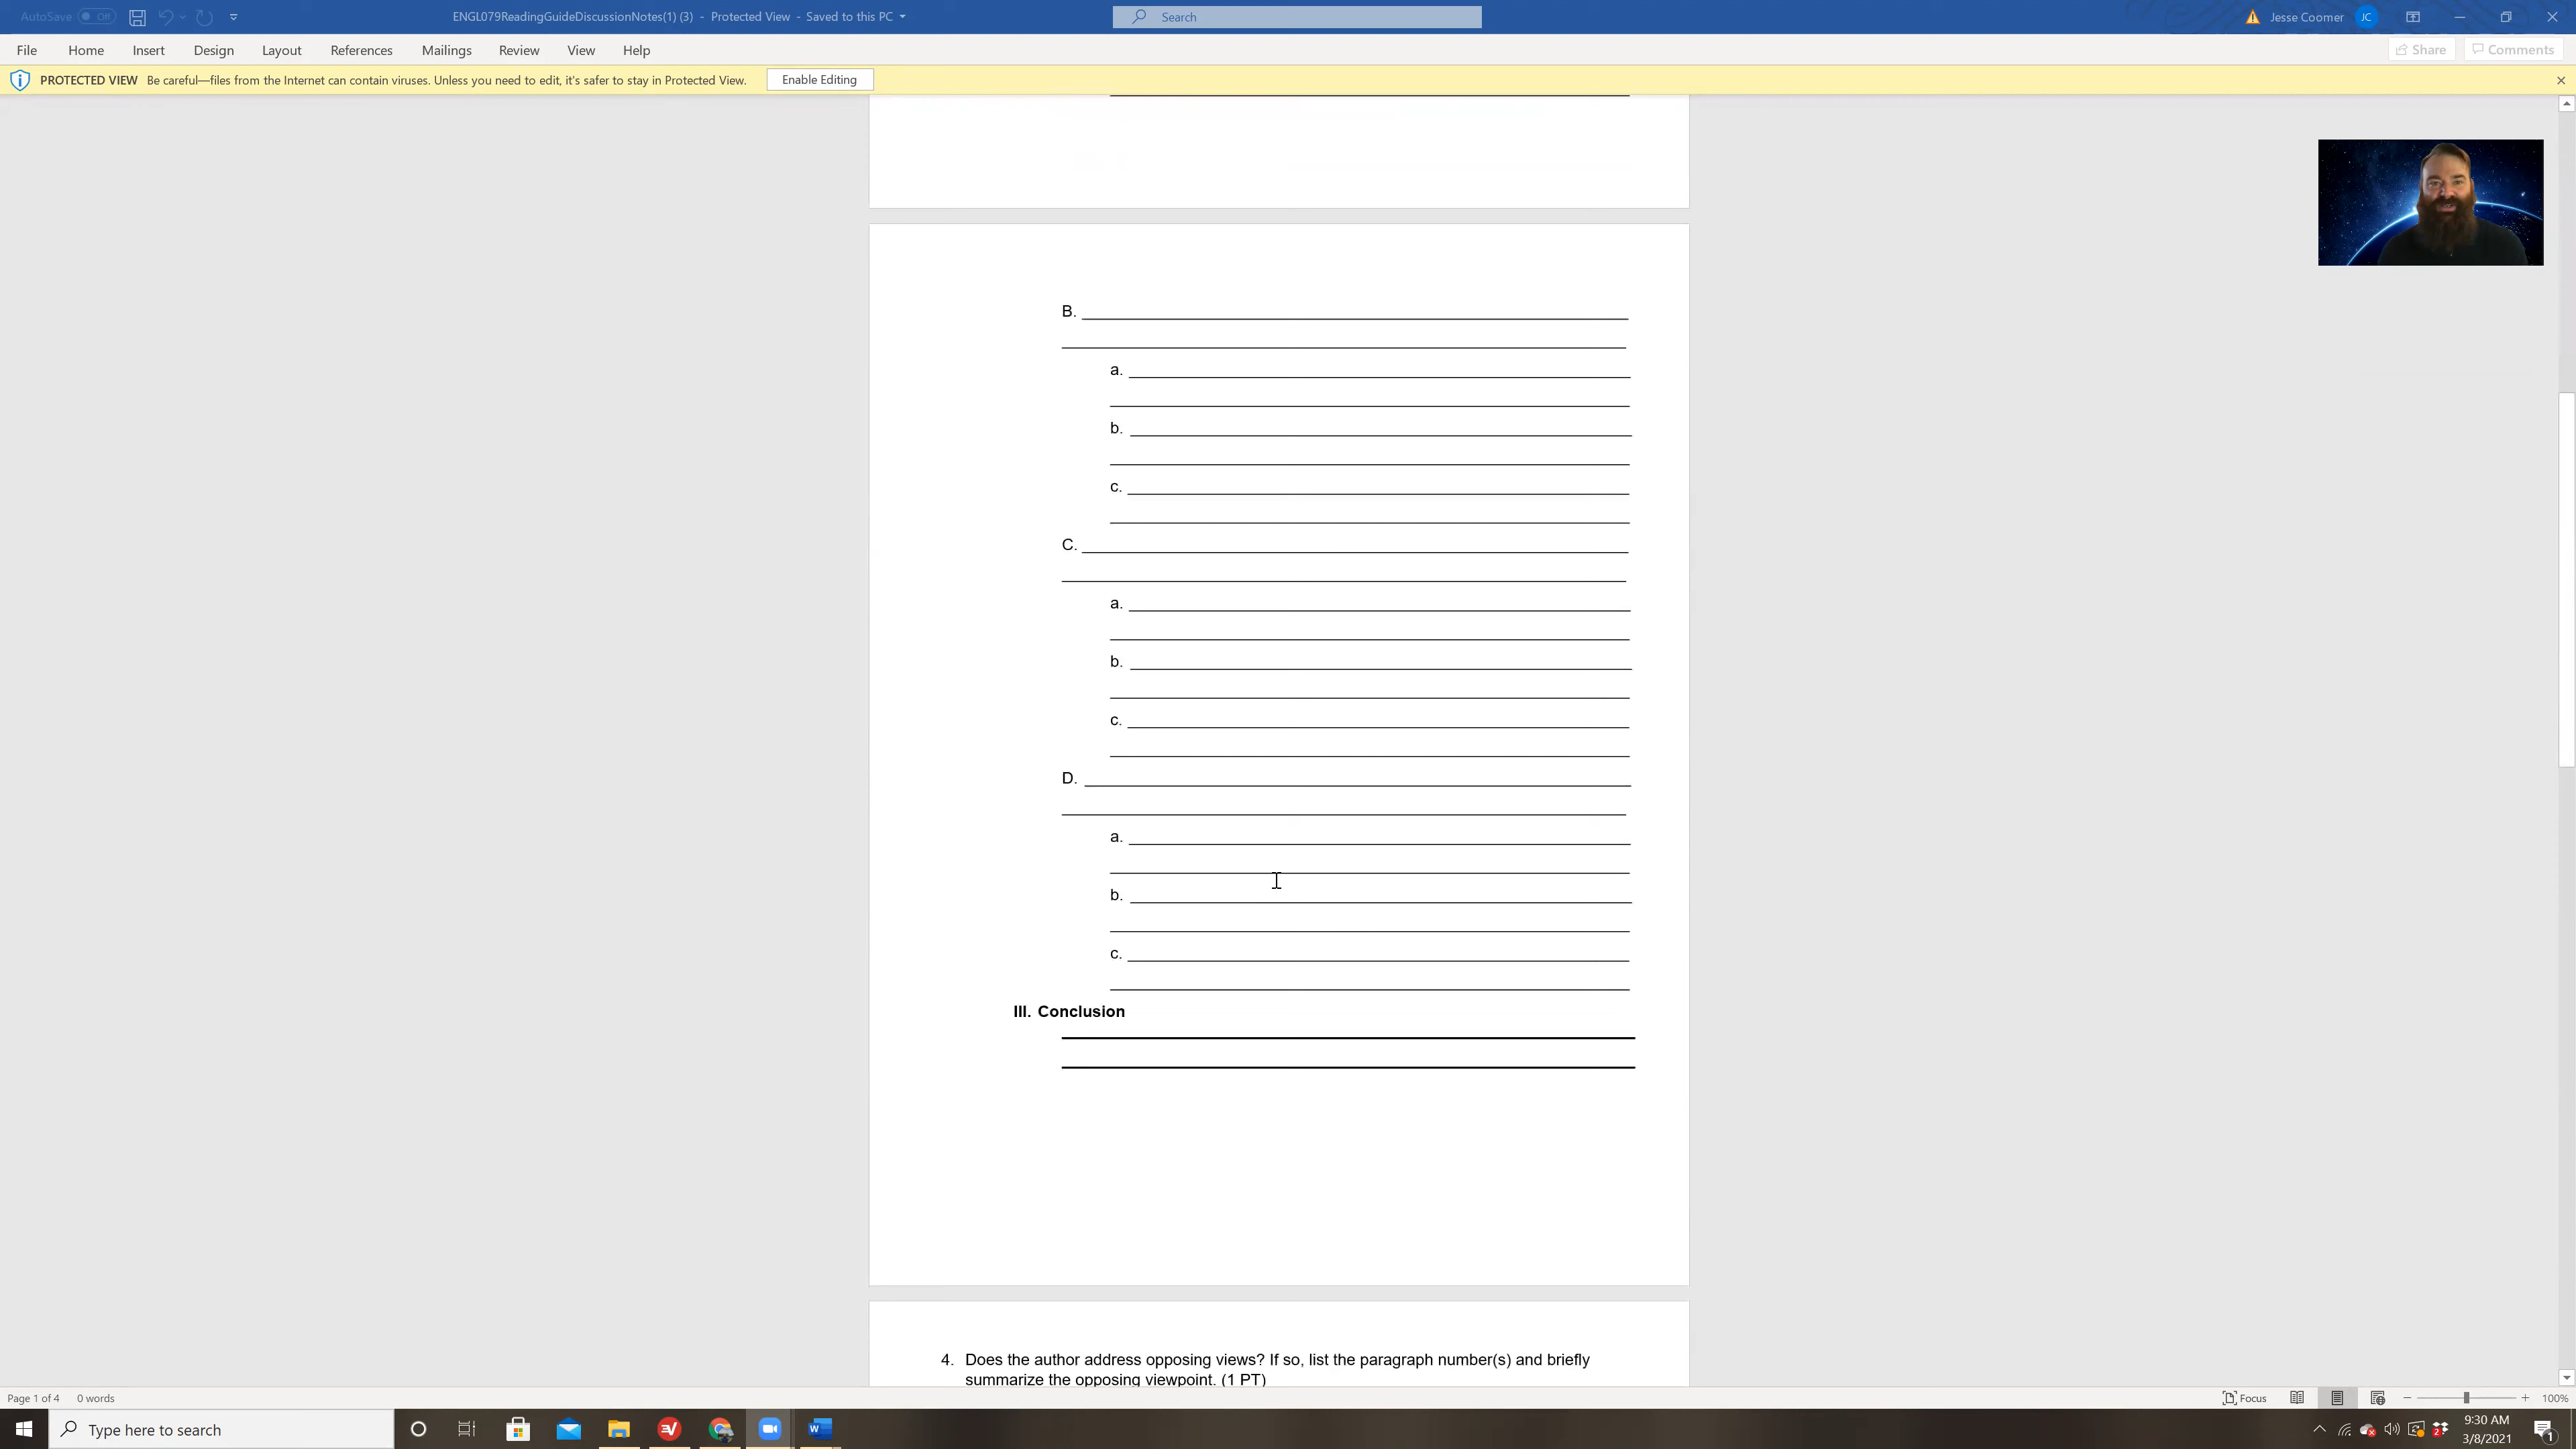 AutoSave Off ENGL079ReadingGuideDiscussionNotes(1) (3) - Protected View - Saved to this PC Search Jesse Coomer JC
File Home Insert Design Layout References Mailings Review View Help Share Comments
PROTECTED VIEW Be careful—files from the Internet can contain viruses. Unless you need to edit, it's safer to stay in Protected View. Enable Editing
B.
a.
b.
c.
C.
a.
b.
c.
D.
a.
b.
c.
III. Conclusion
4. Does the author address opposing views? If so, list the paragraph number(s) and briefly
summarize the opposing viewpoint. (1 PT)
Page 1 of 4 0 words Focus 100%
Type here to search 9:30 AM
3/8/2021